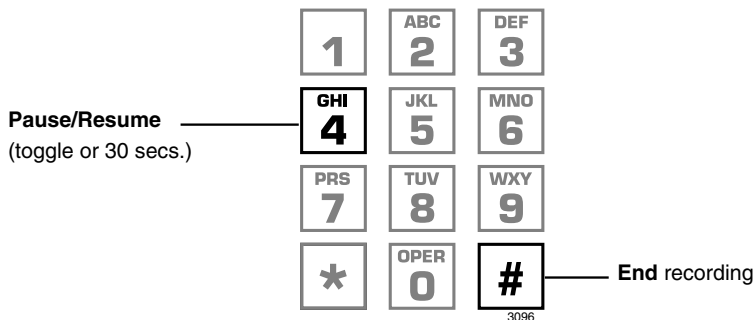 ABC DEF
1 2 3
GHI JKL MNO
Pause/Resume
4 5 6
(toggle or 30 secs.)
PRS TUV WXY
7 8 9
OPER
* 0 # End recording
3096